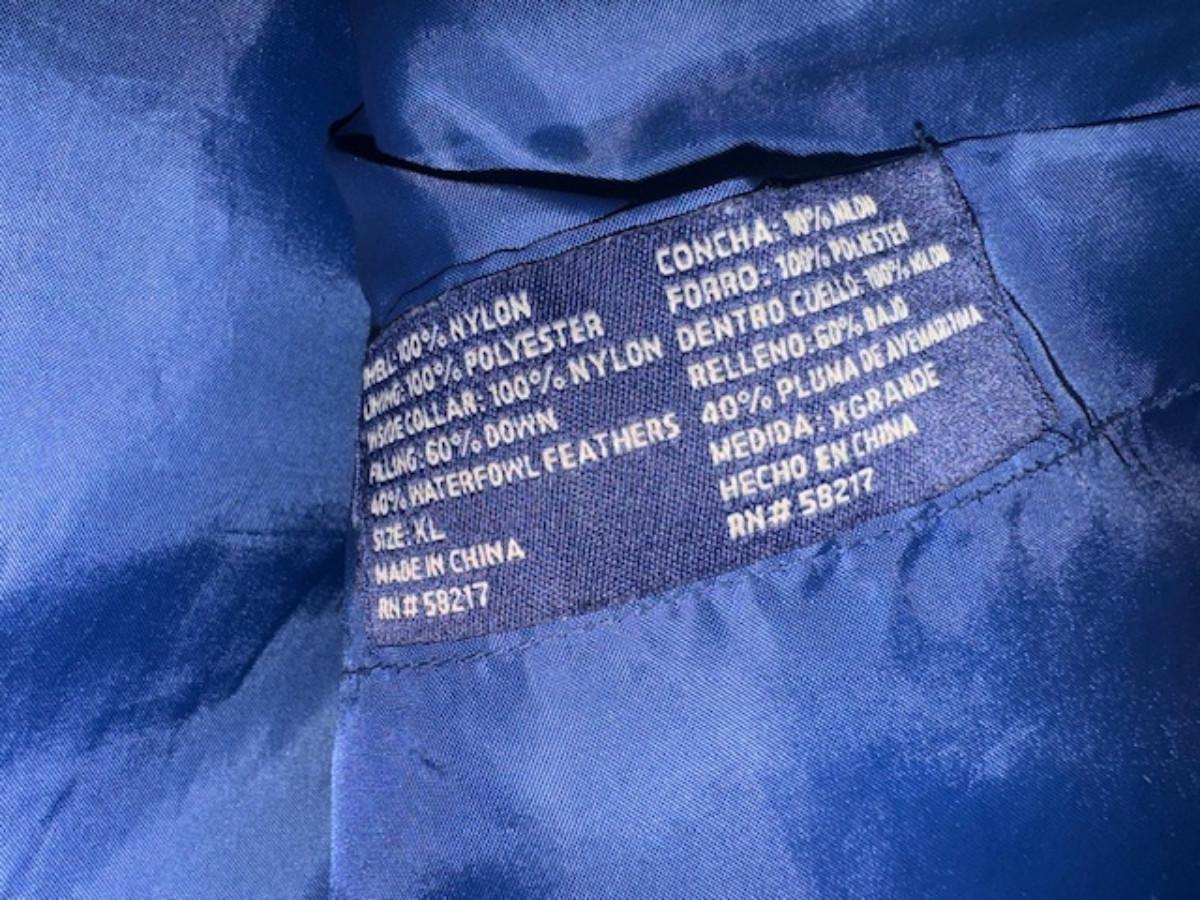 SHELL: 100% NYLON
LINING: 100% POLYESTER
INSIDE COLLAR: 100% NYLON
FILLING: 60% DOWN
40% WATERFOWL FEATHERS
SIZE: XL
MADE IN CHINA
RN# 58217
CONCHA: 100% NILON
FORRO: 100% POLIESTER
DENTRO CUELLO: 100% NILON
RELLENO: 60% BAJO
40% PLUMA DE AVEMARITIMA
MEDIDA: XGRANDE
HECHO EN CHINA
RN# 58217